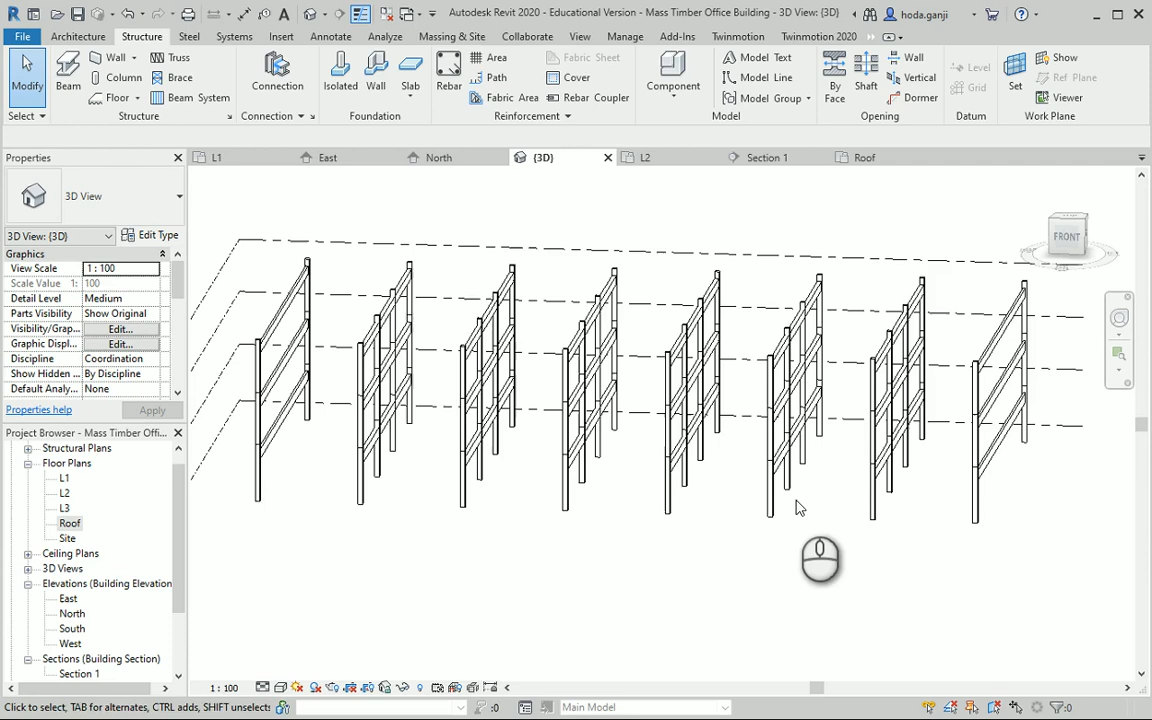 Autodesk Revit 2020 - Educational Version - Mass Timber Office Building - 3D View: {3D}
hoda.ganji
File Architecture Structure Steel Systems Insert Annotate Analyze Massing & Site Collaborate View Manage Add-Ins Twinmotion Twinmotion 2020
Modify
Beam
Wall
Column
Floor
Truss
Brace
Beam System
Connection
Isolated
Wall
Slab
Rebar
Area
Path
Fabric Area
Fabric Sheet
Cover
Rebar Coupler
Component
Model Text
Model Line
Model Group
By
Face
Shaft
Wall
Vertical
Dormer
Level
Grid
Set
Show
Ref Plane
Viewer
Select Structure Connection Foundation Reinforcement Model Opening Datum Work Plane
Properties
L1 East North {3D} L2 Section 1 Roof
3D View
3D View: {3D} Edit Type
Graphics
View Scale 1 : 100
Scale Value 1: 100
Detail Level Medium
Parts Visibility Show Original
Visibility/Grap... Edit...
Graphic Displ... Edit...
Discipline Coordination
Show Hidden ... By Discipline
Default Analy... None
Properties help Apply
Project Browser - Mass Timber Offi...
Structural Plans
Floor Plans
L1
L2
L3
Roof
Site
Ceiling Plans
3D Views
Elevations (Building Elevation
East
North
South
West
Sections (Building Section)
Section 1
FRONT
1 : 100
Click to select, TAB for alternates, CTRL adds, SHIFT unselects. :0 Main Model :0